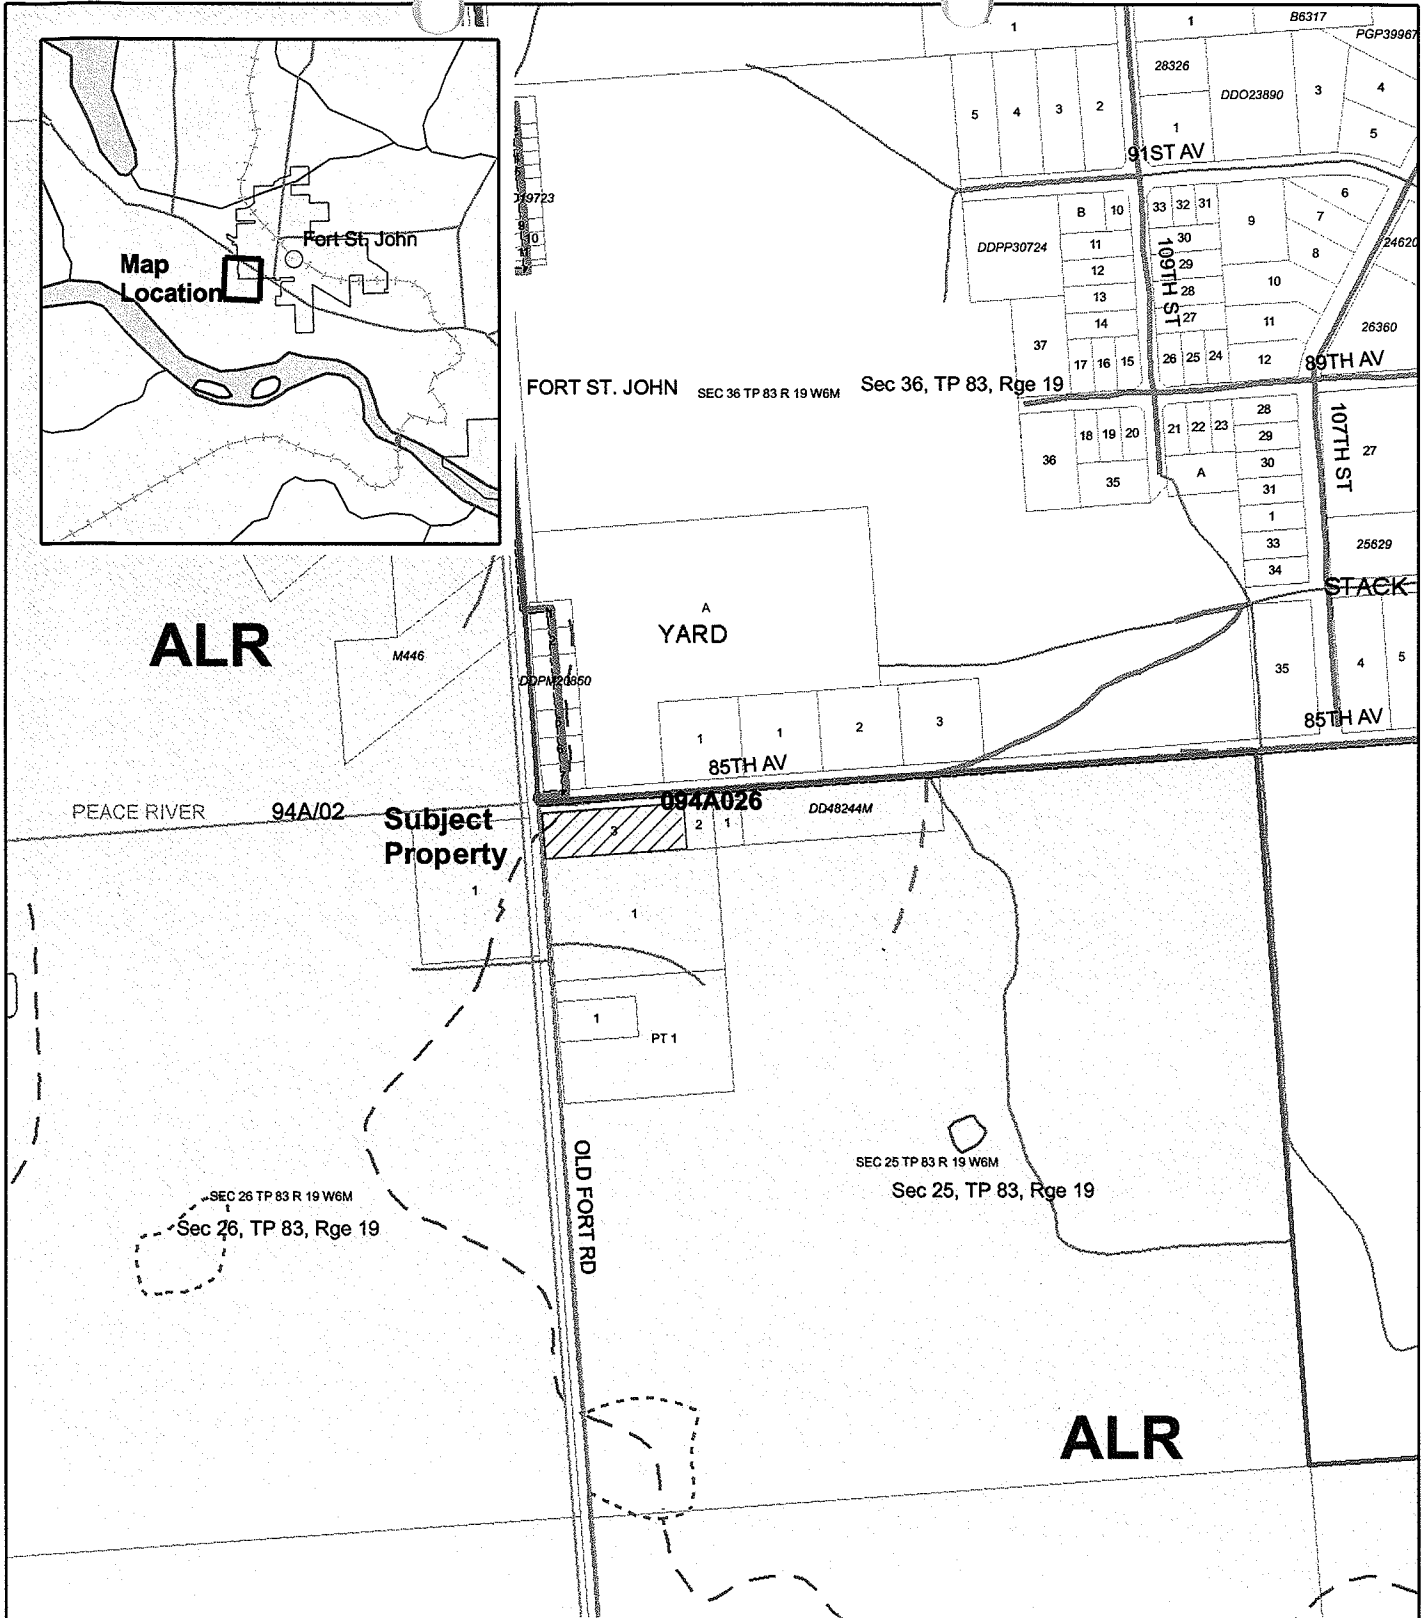 Fort St. John
Map
Location
1
1
B6317
PGP39967
28326
DDO23890
3
4
5
5
4
3
2
1
91ST AV
B
10
33
32
31
9
6
7
8
24620
DDPP30724
11
12
13
14
30
29
28
27
10
11
12
109TH ST
37
17
16
15
26
25
24
26360
89TH AV
FORT ST. JOHN
SEC 36 TP 83 R 19 W6M
Sec 36, TP 83, Rge 19
36
18
19
20
35
21
22
23
A
28
29
30
31
1
33
34
107TH ST
27
25629
STACK
ALR
M446
DDPM20850
A
YARD
1
1
2
3
85TH AV
35
4
5
85TH AV
PEACE RIVER
94A/02
Subject
Property
094A026
3
2
1
DD48244M
1
1
1
PT 1
OLD FORT RD
SEC 26 TP 83 R 19 W6M
Sec 26, TP 83, Rge 19
SEC 25 TP 83 R 19 W6M
Sec 25, TP 83, Rge 19
ALR